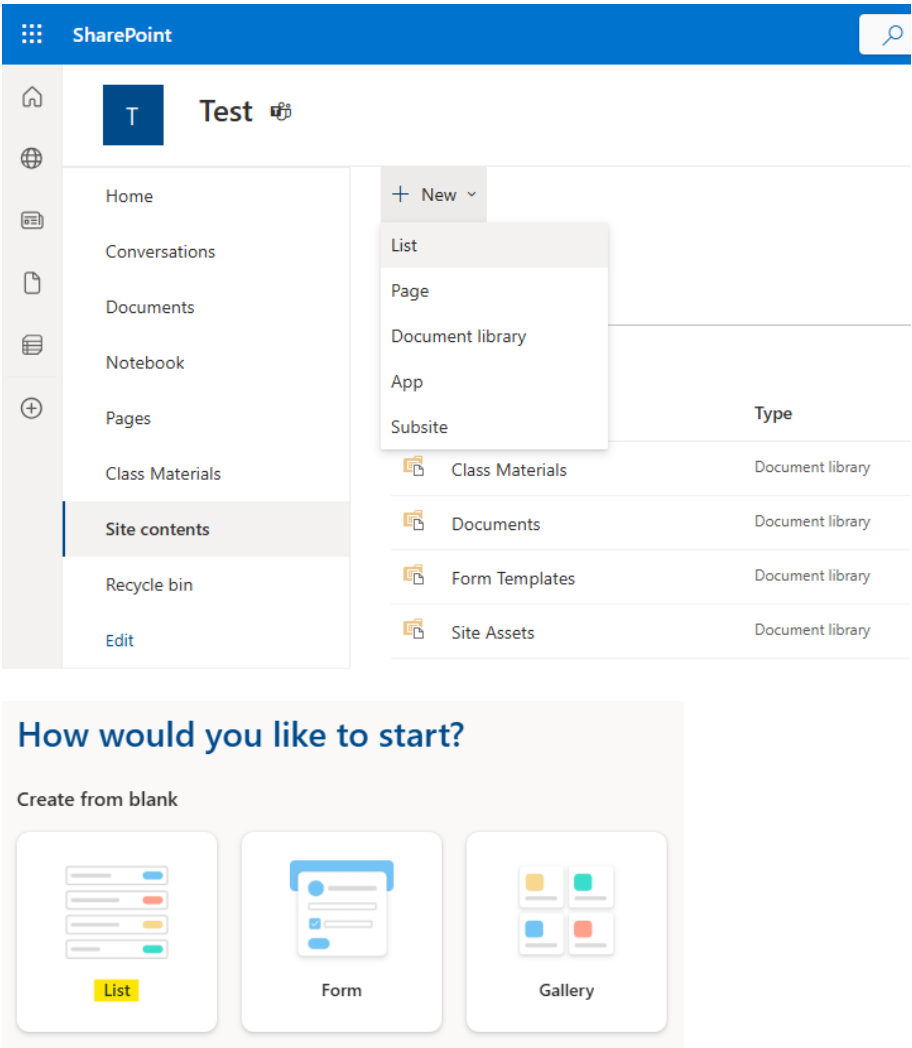 SharePoint
T
Test
Home
Conversations
Documents
Notebook
Pages
Class Materials
Site contents
Recycle bin
Edit
+ New
List
Page
Document library
App
Subsite
Type
Class Materials Document library
Documents Document library
Form Templates Document library
Site Assets Document library
How would you like to start?
Create from blank
List Form Gallery